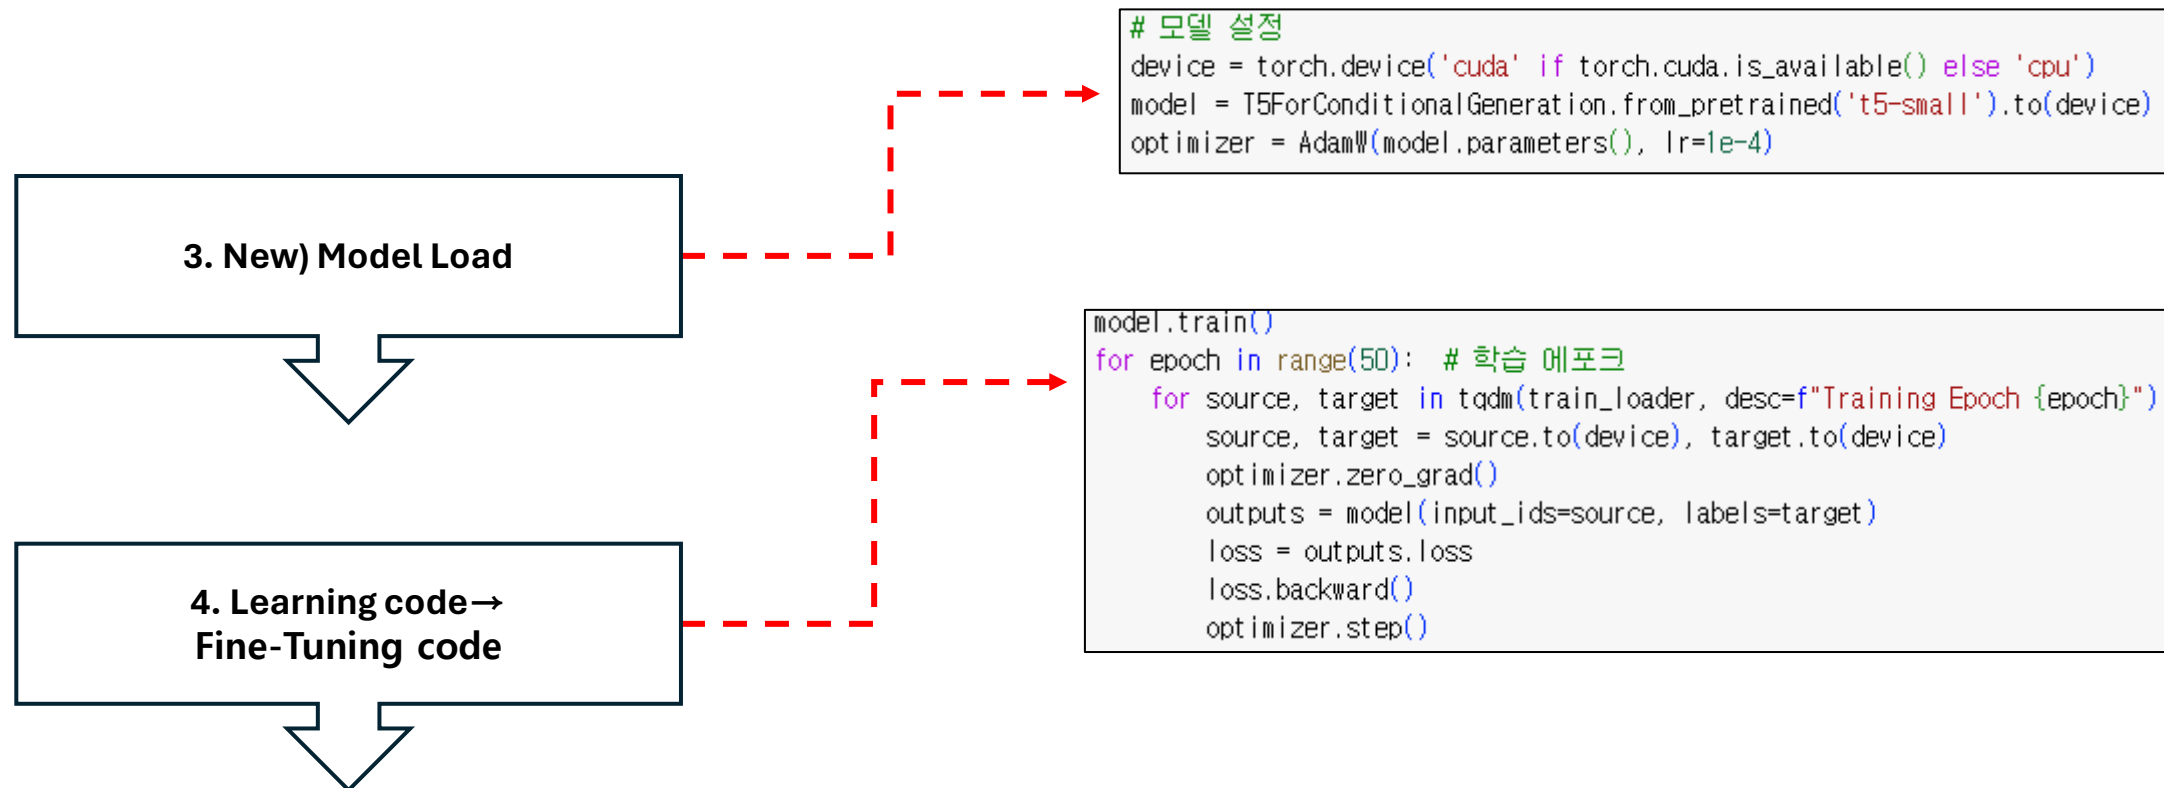 # 모델 설정
device = torch.device('cuda' if torch.cuda.is_available() else 'cpu')
model = T5ForConditionalGeneration.from_pretrained('t5-small').to(device)
optimizer = AdamW(model.parameters(), lr=1e-4)
3. New) Model Load
model.train()
for epoch in range(50):  # 학습 에포크
    for source, target in tqdm(train_loader, desc=f"Training Epoch {epoch}")
        source, target = source.to(device), target.to(device)
        optimizer.zero_grad()
        outputs = model(input_ids=source, labels=target)
        loss = outputs.loss
        loss.backward()
        optimizer.step()
4. Learning code→
Fine-Tuning code